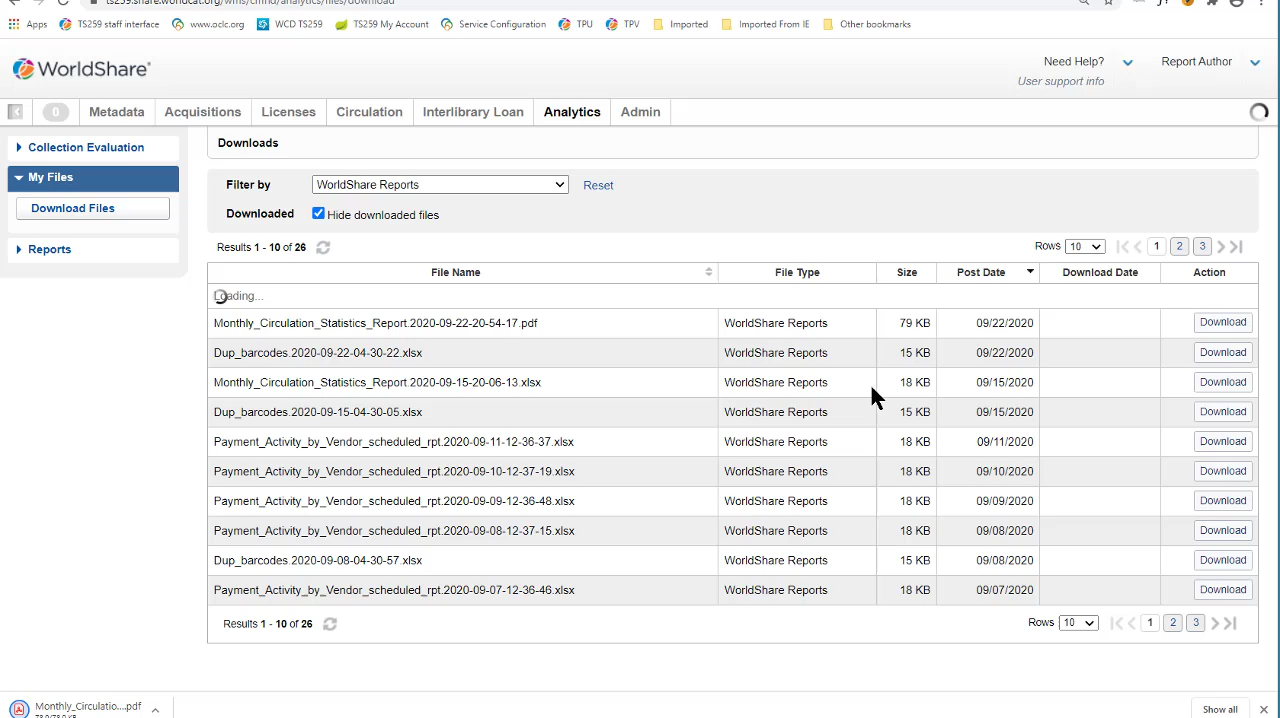 ts259.share.worldcat.org/wms/cmnd/analytics/files/download
Apps TS259 staff interface www.oclc.org WCD TS259 TS259 My Account Service Configuration TPU TPV Imported Imported From IE Other bookmarks
WorldShare® Need Help? Report Author
User support info
0 Metadata Acquisitions Licenses Circulation Interlibrary Loan Analytics Admin
Collection Evaluation
My Files
Download Files
Reports
Downloads
Filter by WorldShare Reports Reset
Downloaded Hide downloaded files
Results 1 - 10 of 26 Rows 10 1 2 3
File Name File Type Size Post Date Download Date Action
Loading...
Monthly_Circulation_Statistics_Report.2020-09-22-20-54-17.pdf WorldShare Reports 79 KB 09/22/2020 Download
Dup_barcodes.2020-09-22-04-30-22.xlsx WorldShare Reports 15 KB 09/22/2020 Download
Monthly_Circulation_Statistics_Report.2020-09-15-20-06-13.xlsx WorldShare Reports 18 KB 09/15/2020 Download
Dup_barcodes.2020-09-15-04-30-05.xlsx WorldShare Reports 15 KB 09/15/2020 Download
Payment_Activity_by_Vendor_scheduled_rpt.2020-09-11-12-36-37.xlsx WorldShare Reports 18 KB 09/11/2020 Download
Payment_Activity_by_Vendor_scheduled_rpt.2020-09-10-12-37-19.xlsx WorldShare Reports 18 KB 09/10/2020 Download
Payment_Activity_by_Vendor_scheduled_rpt.2020-09-09-12-36-48.xlsx WorldShare Reports 18 KB 09/09/2020 Download
Payment_Activity_by_Vendor_scheduled_rpt.2020-09-08-12-37-15.xlsx WorldShare Reports 18 KB 09/08/2020 Download
Dup_barcodes.2020-09-08-04-30-57.xlsx WorldShare Reports 15 KB 09/08/2020 Download
Payment_Activity_by_Vendor_scheduled_rpt.2020-09-07-12-36-46.xlsx WorldShare Reports 18 KB 09/07/2020 Download
Results 1 - 10 of 26 Rows 10 1 2 3
Monthly_Circulatio....pdf Show all